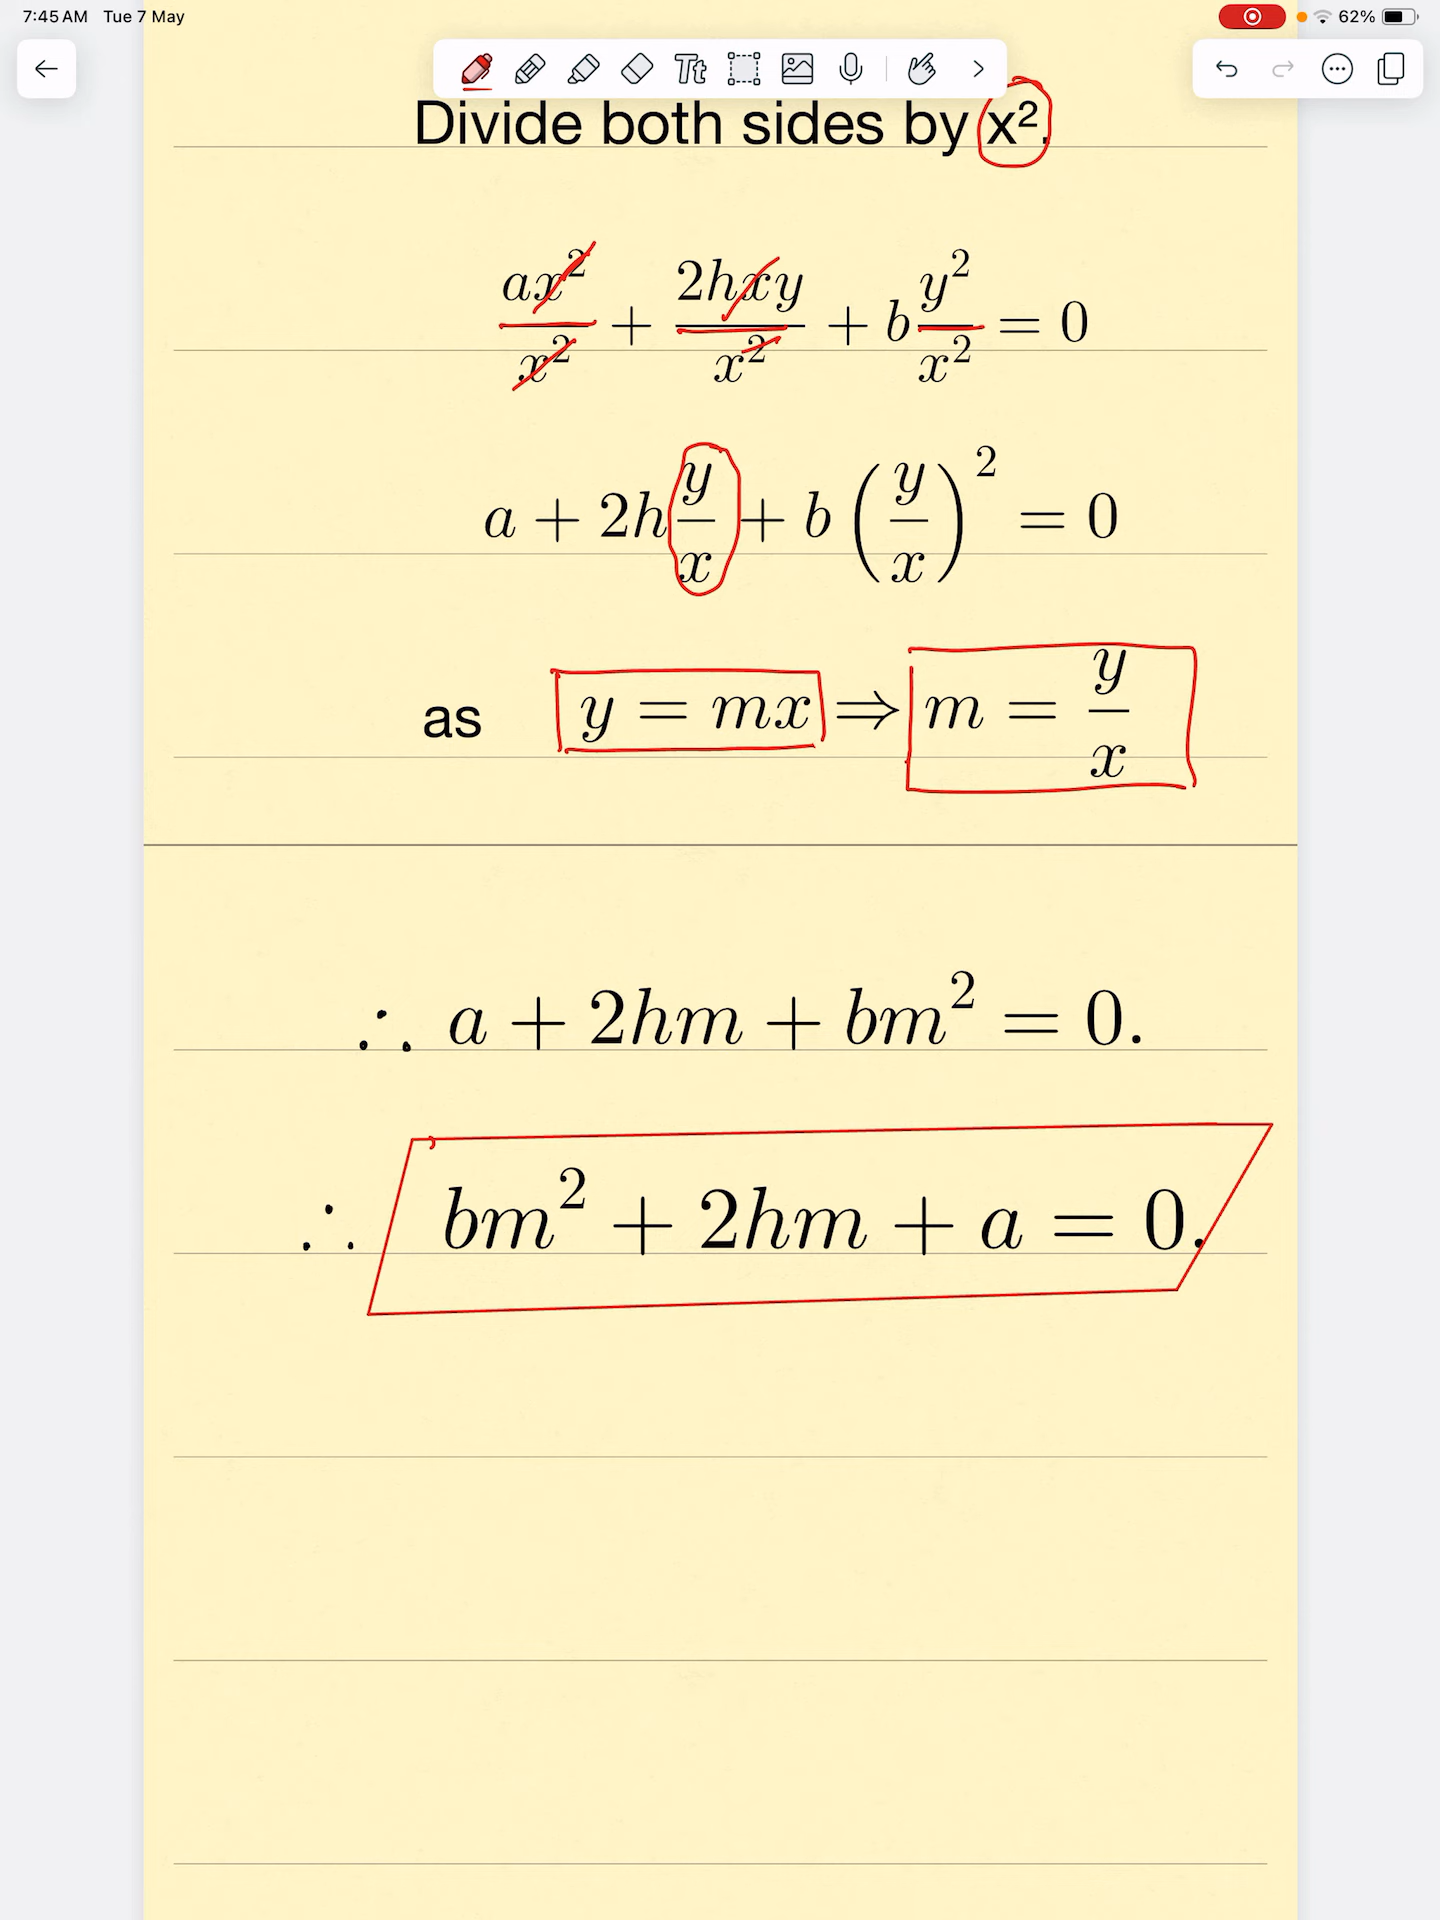 7:45 AM Tue 7 May 62%
Tt
Divide both sides by x².
ax²/x² + 2hxy/x² + b y²/x² = 0
a + 2h y/x + b (y/x)² = 0
as y = mx ⇒ m = y/x
∴ a + 2hm + bm² = 0.
∴ bm² + 2hm + a = 0.